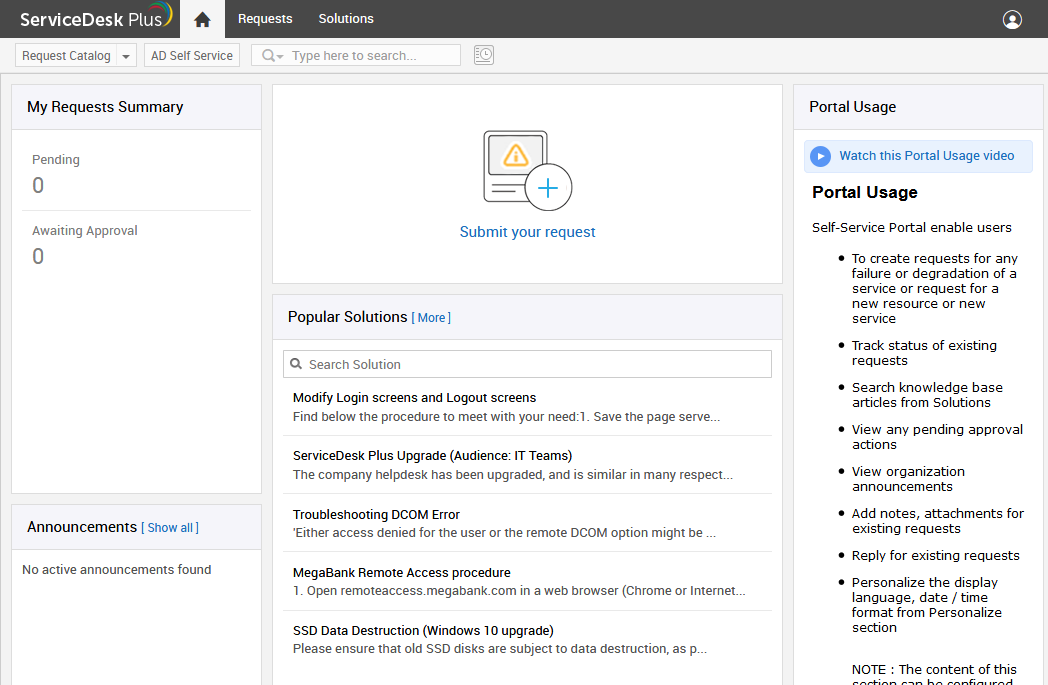 ServiceDesk Plus
Requests
Solutions
Request Catalog
AD Self Service
Type here to search...
My Requests Summary
Pending
0
Awaiting Approval
0
Announcements [ Show all ]
No active announcements found
Submit your request
Popular Solutions [ More ]
Search Solution
Modify Login screens and Logout screens
Find below the procedure to meet with your need:1. Save the page serve...
ServiceDesk Plus Upgrade (Audience: IT Teams)
The company helpdesk has been upgraded, and is similar in many respect...
Troubleshooting DCOM Error
'Either access denied for the user or the remote DCOM option might be ...
MegaBank Remote Access procedure
1. Open remoteaccess.megabank.com in a web browser (Chrome or Internet...
SSD Data Destruction (Windows 10 upgrade)
Please ensure that old SSD disks are subject to data destruction, as p...
Portal Usage
Watch this Portal Usage video
Portal Usage
Self-Service Portal enable users
• To create requests for any
failure or degradation of a
service or request for a
new resource or new
service
• Track status of existing
requests
• Search knowledge base
articles from Solutions
• View any pending approval
actions
• View organization
announcements
• Add notes, attachments for
existing requests
• Reply for existing requests
• Personalize the display
language, date / time
format from Personalize
section
NOTE : The content of this
section can be configured